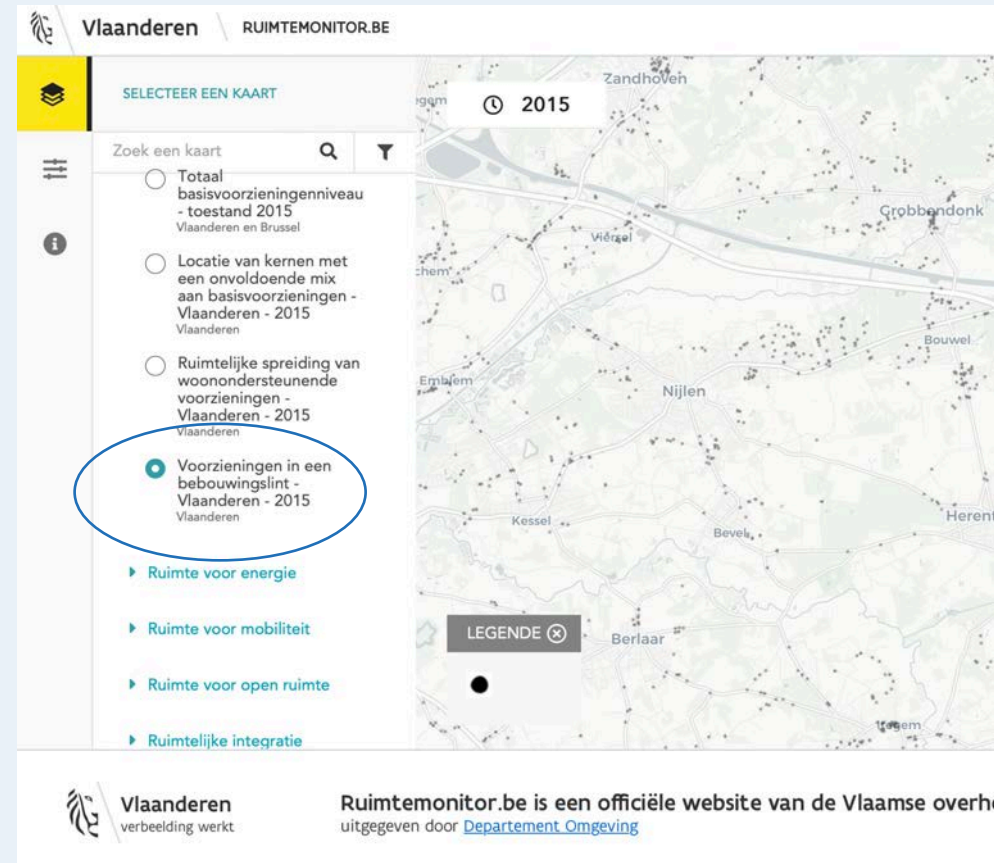 Vlaanderen
RUIMTEMONITOR.BE
SELECTEER EEN KAART
Zoek een kaart
Totaal
basisvoorzieningenniveau
- toestand 2015
Vlaanderen en Brussel
Locatie van kernen met
een onvoldoende mix
aan basisvoorzieningen -
Vlaanderen - 2015
Vlaanderen
Ruimtelijke spreiding van
woonondersteunende
voorzieningen -
Vlaanderen - 2015
Vlaanderen
Voorzieningen in een
bebouwingslint -
Vlaanderen - 2015
Vlaanderen
Ruimte voor energie
Ruimte voor mobiliteit
Ruimte voor open ruimte
Ruimtelijke integratie
2015
Zandhoven
Grobbendonk
Viersel
Bouwel
Emblem
Nijlen
Kessel
Bevel
Herent
LEGENDE
Berlaar
Vlaanderen
verbeelding werkt
Ruimtemonitor.be is een officiële website van de Vlaamse overh
uitgegeven door Departement Omgeving